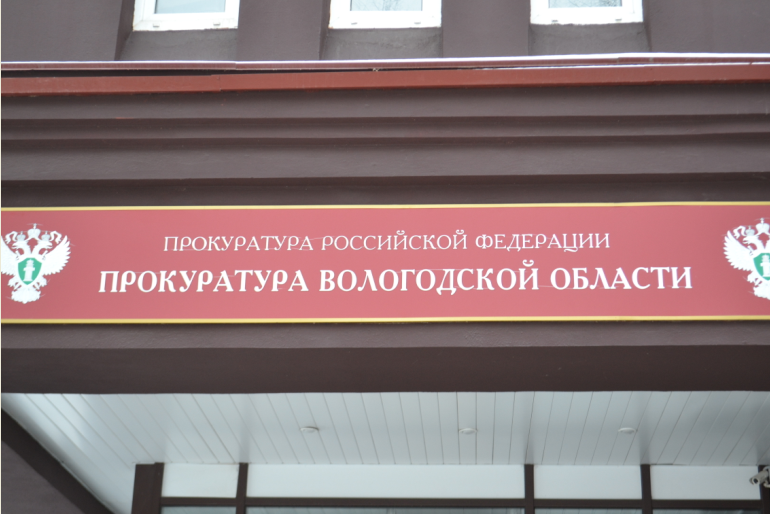 ПРОКУРАТУРА РОССИЙСКОЙ ФЕДЕРАЦИИ
ПРОКУРАТУРА ВОЛОГОДСКОЙ ОБЛАСТИ